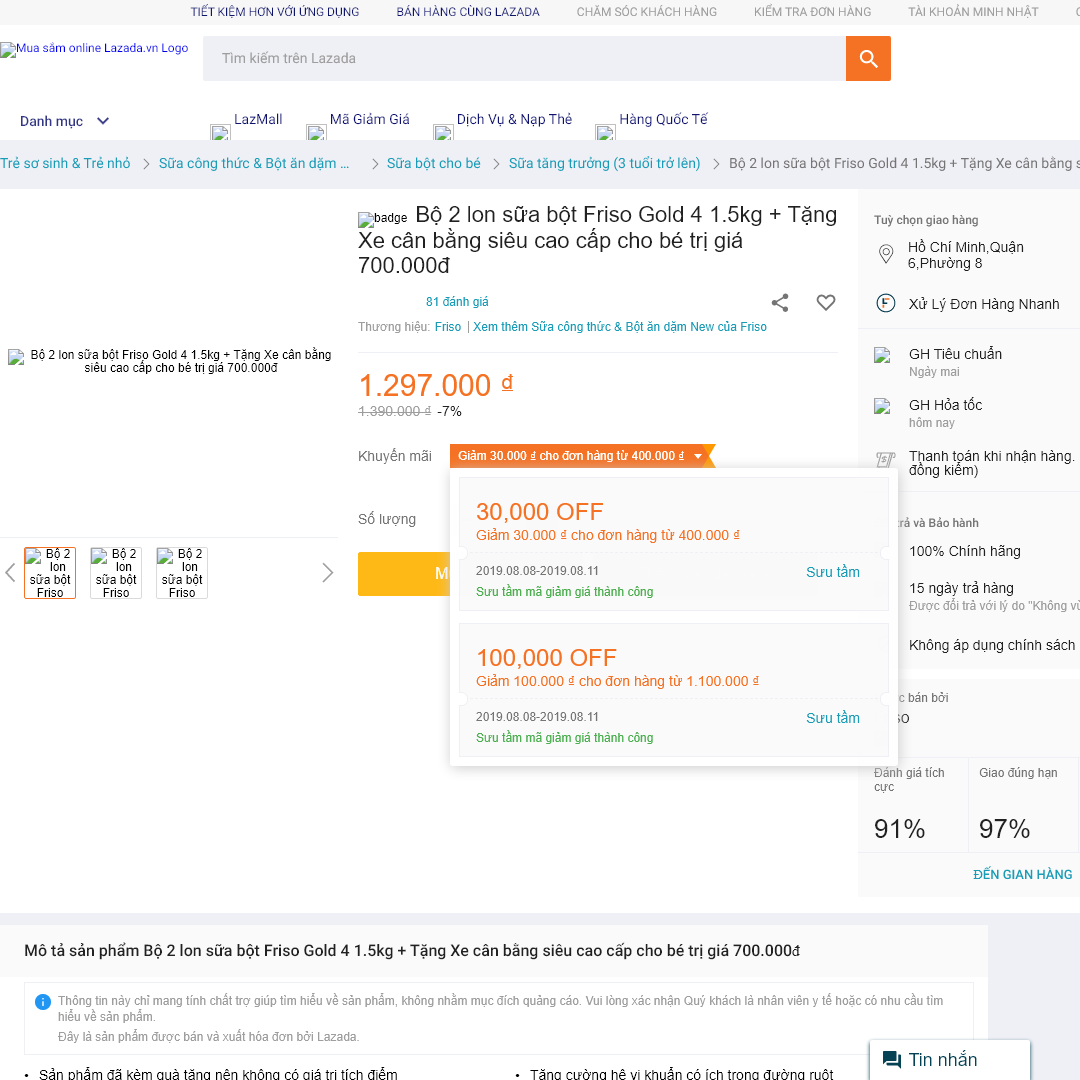 TIẾT KIỆM HƠN VỚI ỨNG DỤNG BÁN HÀNG CÙNG LAZADA CHĂM SÓC KHÁCH HÀNG KIỂM TRA ĐƠN HÀNG TÀI KHOẢN MINH NHẬT
Mua sắm online Lazada.vn Logo
Tìm kiếm trên Lazada
Danh mục LazMall Mã Giảm Giá Dịch Vụ & Nạp Thẻ Hàng Quốc Tế
Trẻ sơ sinh & Trẻ nhỏ Sữa công thức & Bột ăn dặm ... Sữa bột cho bé Sữa tăng trưởng (3 tuổi trở lên) Bộ 2 lon sữa bột Friso Gold 4 1.5kg + Tặng Xe cân bằng s
badge Bộ 2 lon sữa bột Friso Gold 4 1.5kg + Tặng
Xe cân bằng siêu cao cấp cho bé trị giá
700.000đ
81 đánh giá
Thương hiệu: Friso | Xem thêm Sữa công thức & Bột ăn dặm New của Friso
Bộ 2 lon sữa bột Friso Gold 4 1.5kg + Tặng Xe cân bằng
siêu cao cấp cho bé trị giá 700.000đ
1.297.000 ₫
1.390.000 ₫ -7%
Khuyến mãi Giảm 30.000 ₫ cho đơn hàng từ 400.000 ₫
30,000 OFF
Giảm 30.000 ₫ cho đơn hàng từ 400.000 ₫
2019.08.08-2019.08.11 Sưu tầm
Sưu tầm mã giảm giá thành công
100,000 OFF
Giảm 100.000 ₫ cho đơn hàng từ 1.100.000 ₫
2019.08.08-2019.08.11 Sưu tầm
Sưu tầm mã giảm giá thành công
Số lượng
M
Bộ 2 lon sữa bột Friso
Bộ 2 lon sữa bột Friso
Bộ 2 lon sữa bột Friso
Tuỳ chọn giao hàng
Hồ Chí Minh,Quận
6,Phường 8
Xử Lý Đơn Hàng Nhanh
GH Tiêu chuẩn
Ngày mai
GH Hỏa tốc
hôm nay
Thanh toán khi nhận hàng.
đồng kiểm)
rả và Bảo hành
100% Chính hãng
15 ngày trả hàng
Được đổi trả với lý do "Không vừ
Không áp dụng chính sách
c bán bởi
SO
Đánh giá tích
cực
91%
Giao đúng hạn
97%
ĐẾN GIAN HÀNG
Mô tả sản phẩm Bộ 2 lon sữa bột Friso Gold 4 1.5kg + Tặng Xe cân bằng siêu cao cấp cho bé trị giá 700.000đ
Thông tin này chỉ mang tính chất trợ giúp tìm hiểu về sản phẩm, không nhằm mục đích quảng cáo. Vui lòng xác nhận Quý khách là nhân viên y tế hoặc có nhu cầu tìm
hiểu về sản phẩm.
Đây là sản phẩm được bán và xuất hóa đơn bởi Lazada.
• Sản phẩm đã kèm quà tặng nên không có giá trị tích điểm
• Tăng cường hệ vi khuẩn có ích trong đường ruột
Tin nhắn